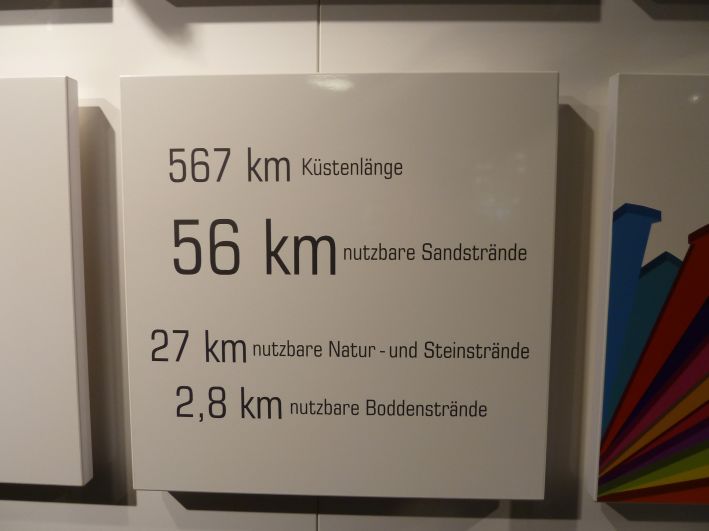 567 km Küstenlänge
56 km nutzbare Sandstrände
27 km nutzbare Natur - und Steinstrände
2,8 km nutzbare Boddenstrände